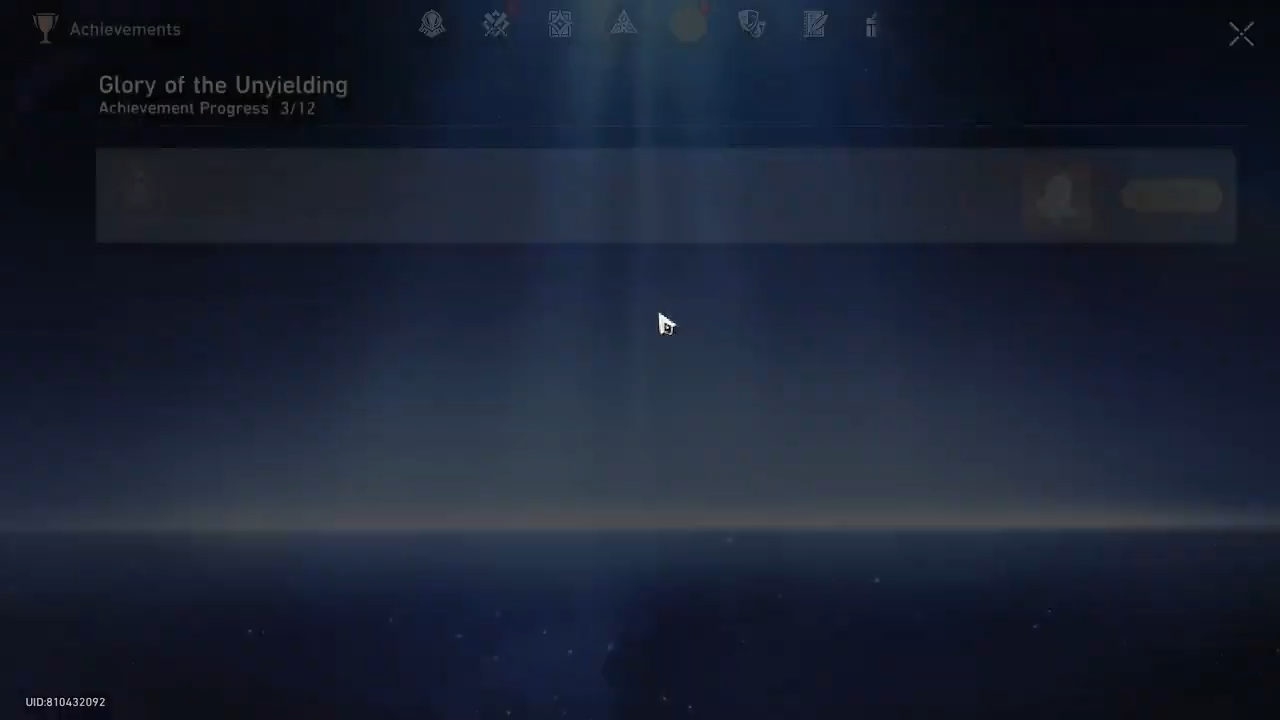 Achievements
Glory of the Unyielding
Achievement Progress 3/12
UID:810432092